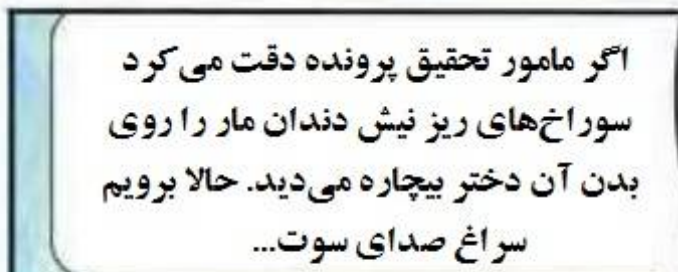 اگر مامور تحقیق پرونده دقت می‌کرد
سوراخ‌های ریز نیش دندان مار را روی
بدن آن دختر بیچاره می‌دید. حالا برویم
سراغ صدای سوت...